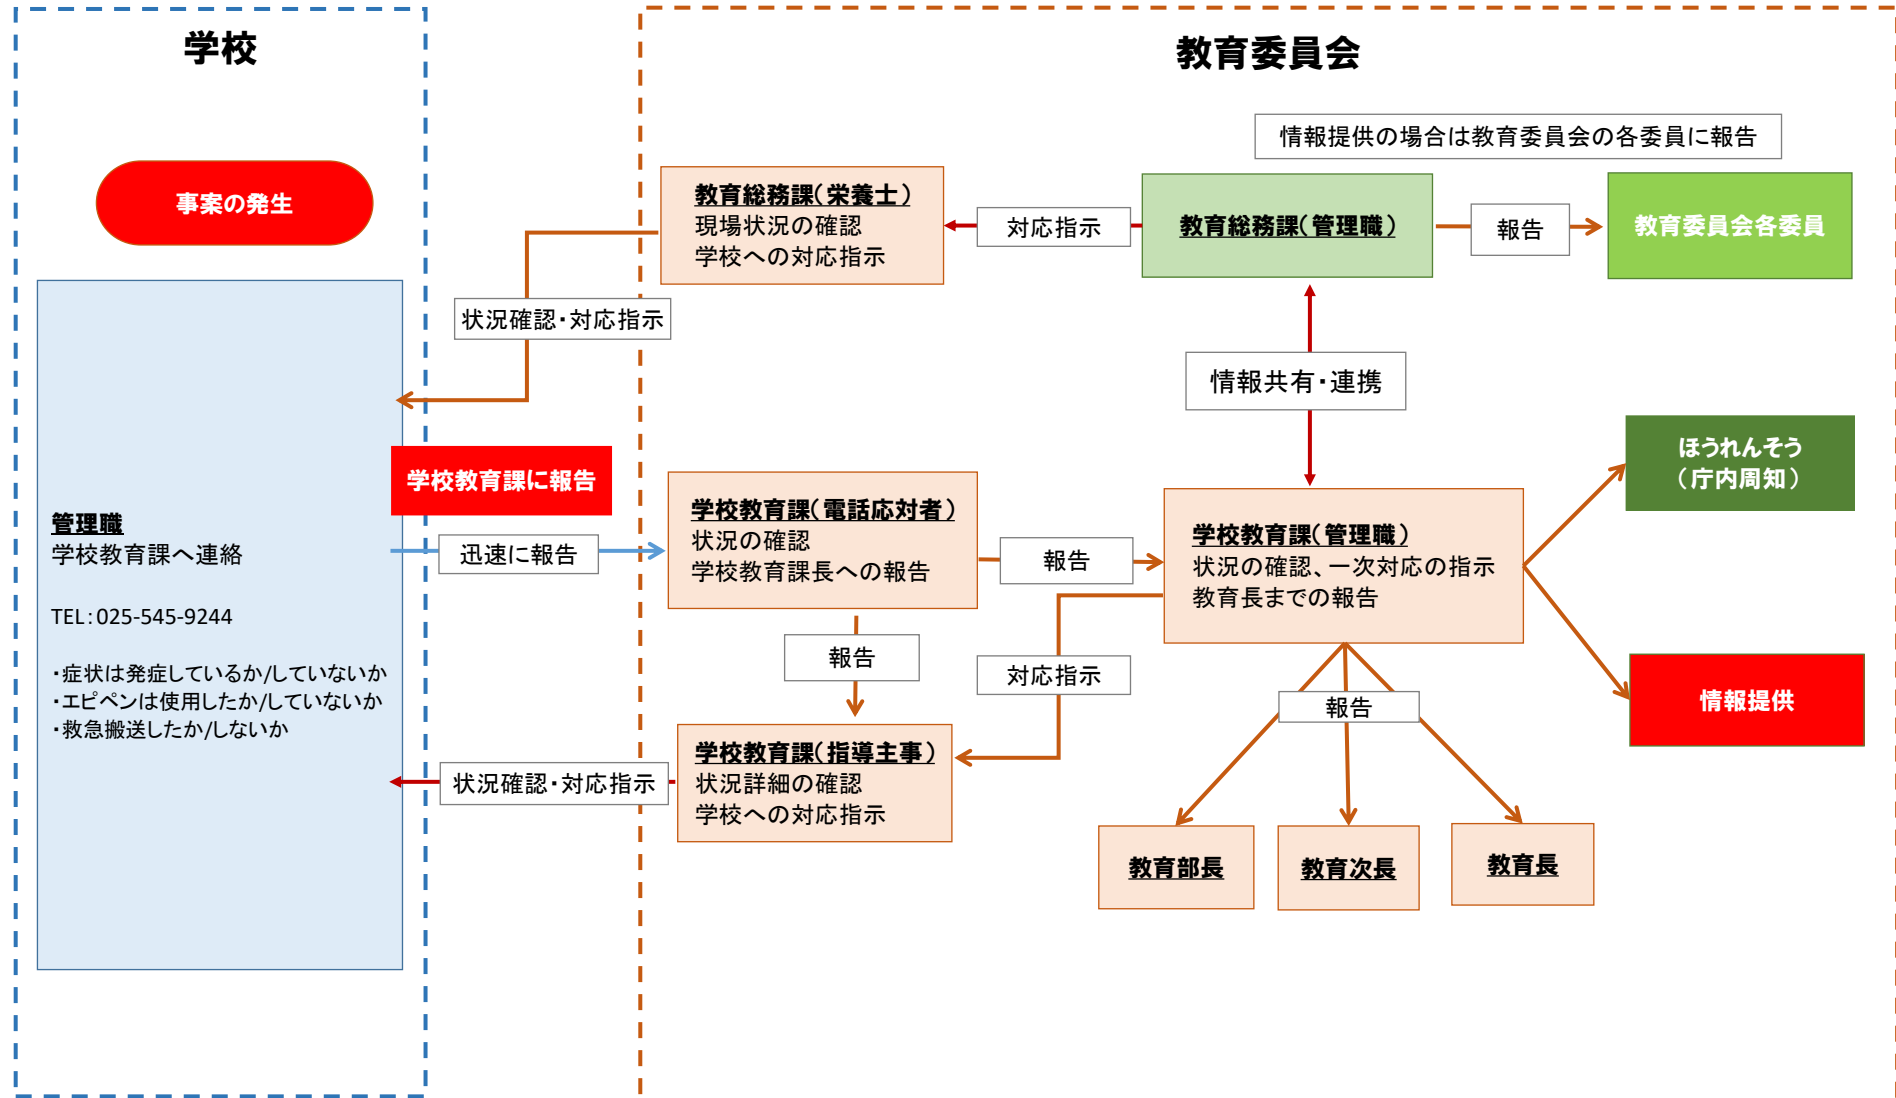 学校
事案の発生
管理職
学校教育課へ連絡
TEL:025-545-9244
・症状は発症しているか/していないか
・エピペンは使用したか/していないか
・救急搬送したか/しないか
学校教育課に報告
迅速に報告
状況確認・対応指示
状況確認・対応指示
教育委員会
情報提供の場合は教育委員会の各委員に報告
教育総務課(栄養士)
現場状況の確認
学校への対応指示
対応指示
教育総務課(管理職)
報告
教育委員会各委員
情報共有・連携
学校教育課(電話応対者)
状況の確認
学校教育課長への報告
報告
学校教育課(管理職)
状況の確認、一次対応の指示
教育長までの報告
ほうれんそう
(庁内周知)
情報提供
報告
対応指示
学校教育課(指導主事)
状況詳細の確認
学校への対応指示
報告
教育部長
教育次長
教育長